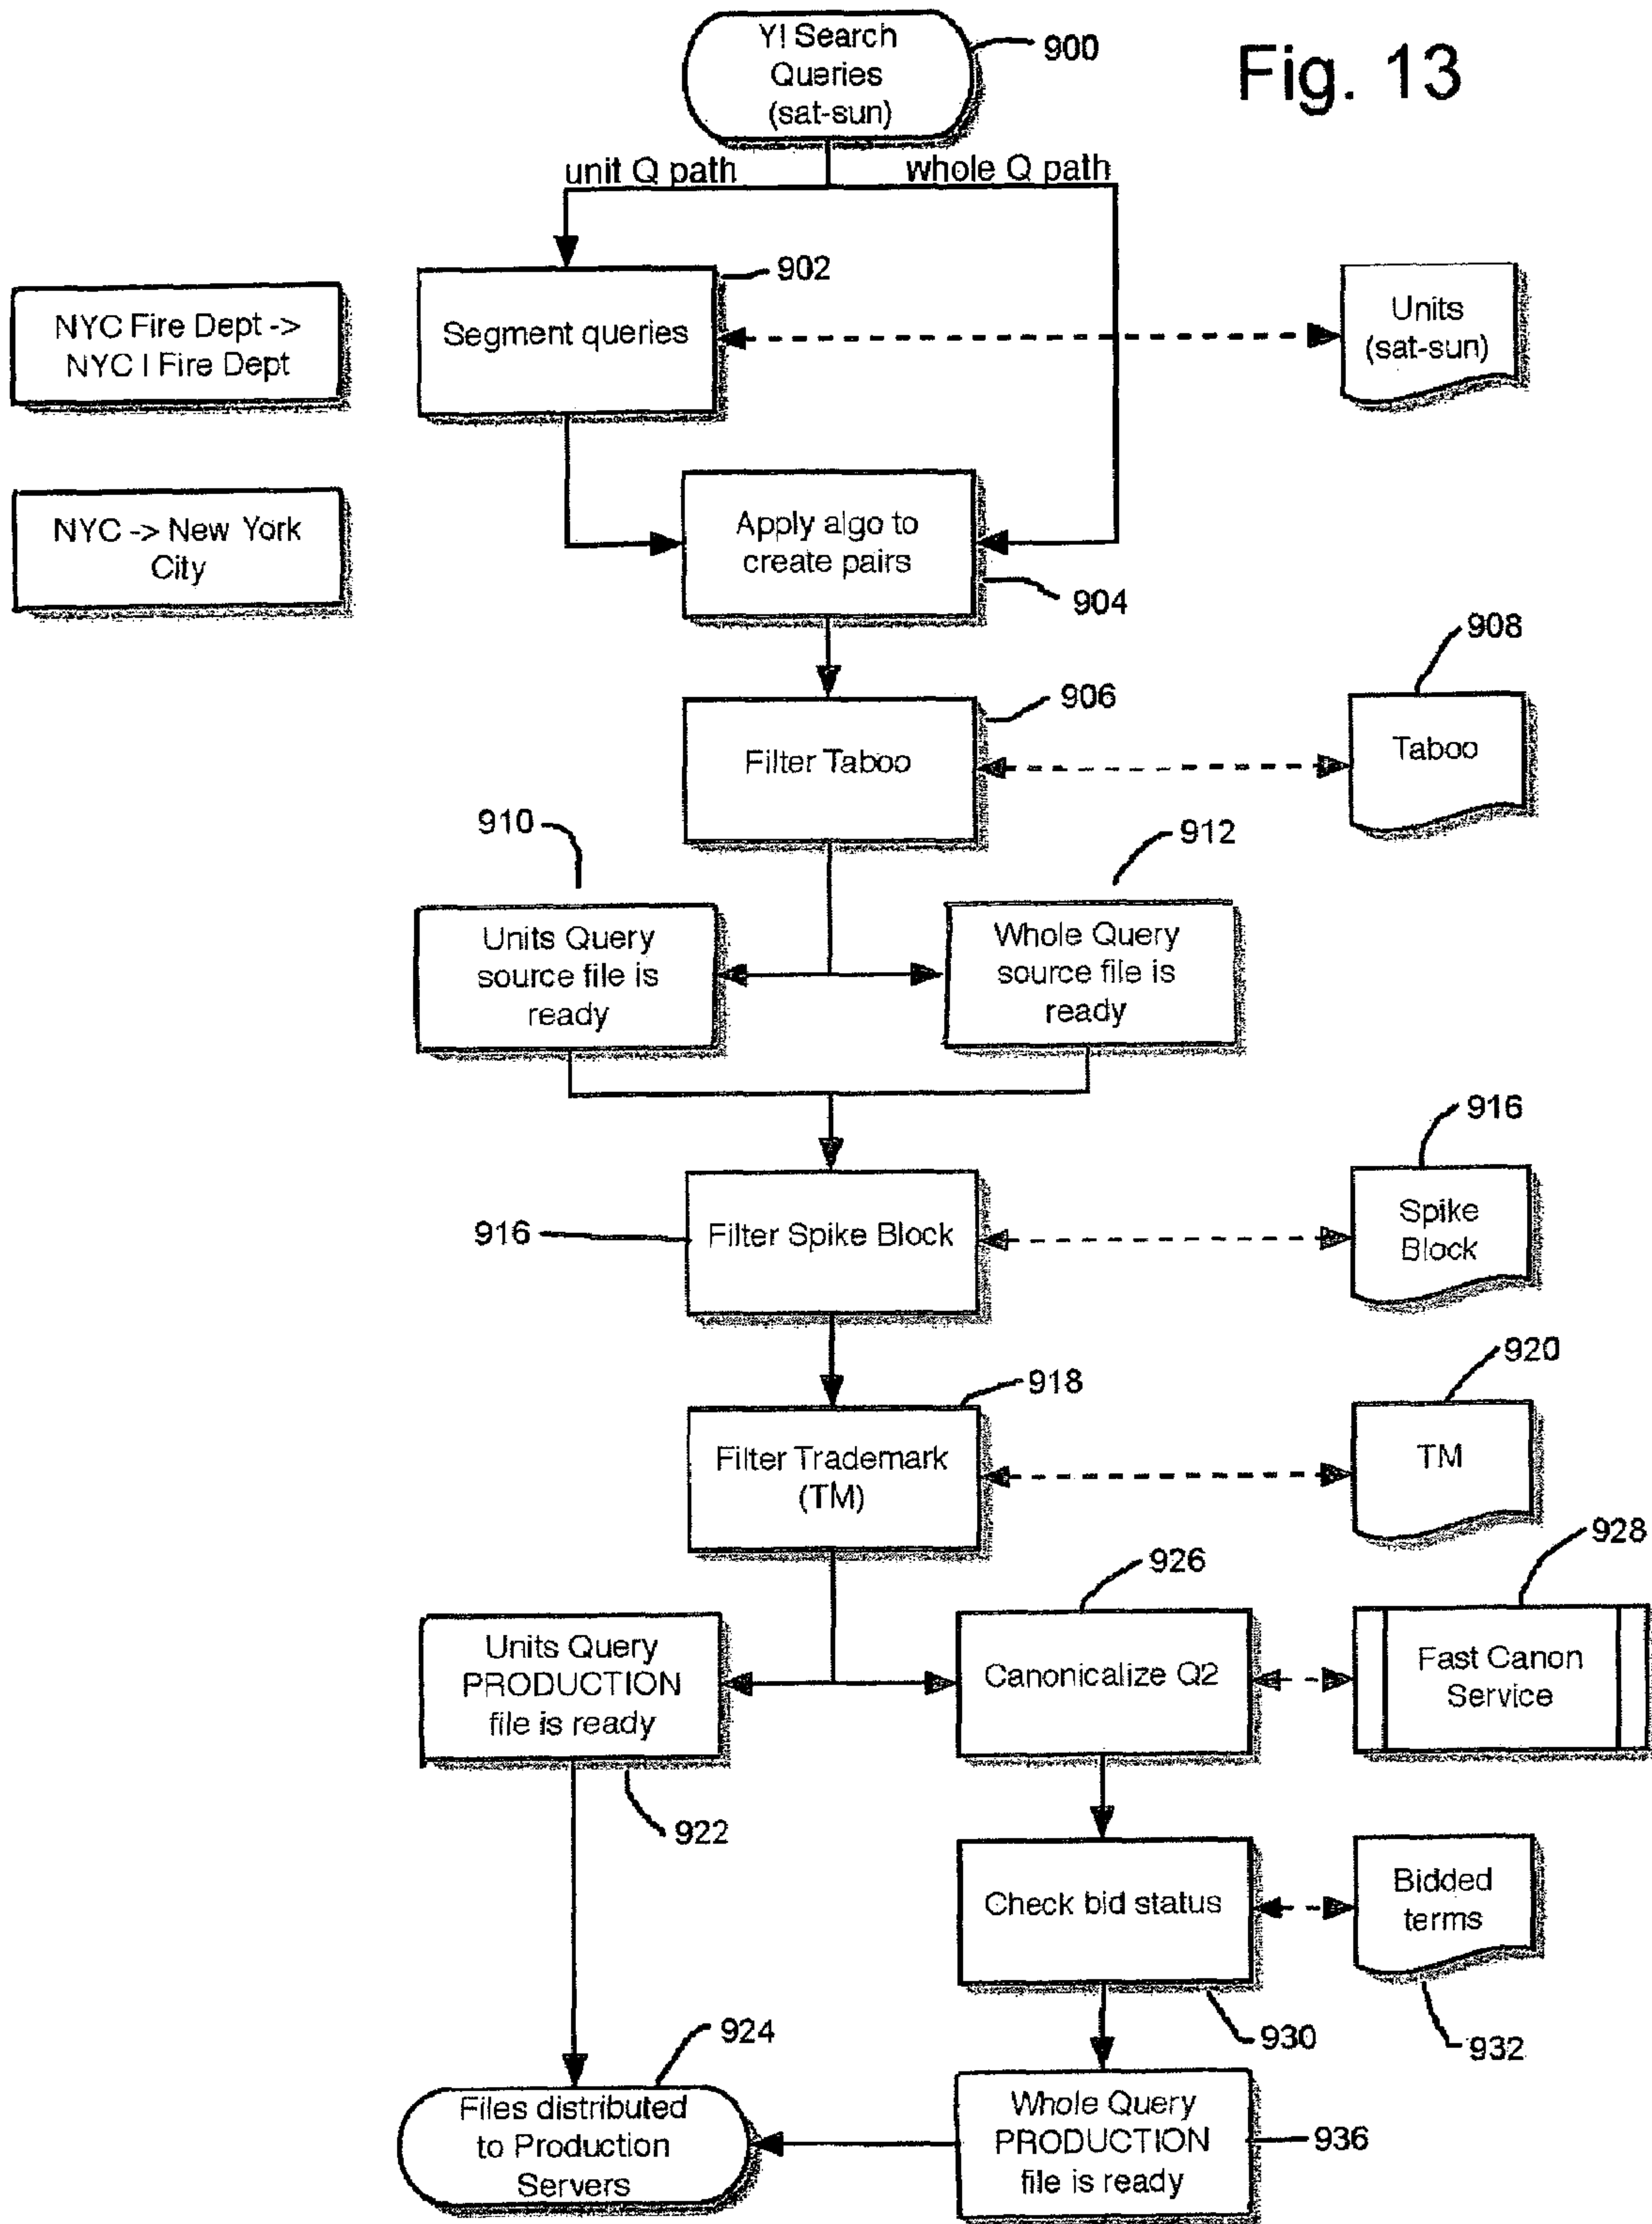 Y! Search
Queries
(sat-sun)
900
Fig. 13
unit Q path
whole Q path
902
NYC Fire Dept ->
NYC I Fire Dept
Segment queries
Units
(sat-sun)
NYC -> New York
City
Apply algo to
create pairs
904
906
908
Filter Taboo
Taboo
910
912
Units Query
source file is
ready
Whole Query
source file is
ready
916
916
Filter Spike Block
Spike
Block
918
920
Filter Trademark
(TM)
TM
926
928
Units Query
PRODUCTION
file is ready
Canonicalize Q2
Fast Canon
Service
922
Check bid status
Bidded
terms
930
932
924
Files distributed
to Production
Servers
Whole Query
PRODUCTION
file is ready
936